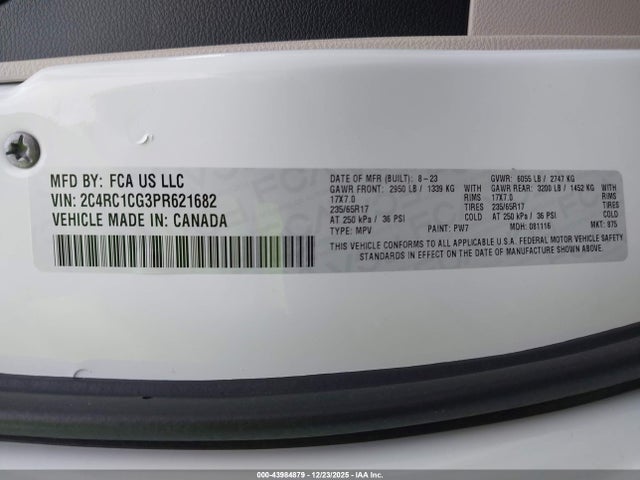 MFD BY: FCA US LLC
VIN: 2C4RC1CG3PR621682
VEHICLE MADE IN: CANADA
DATE OF MFR (BUILT): 8-23 GVWR: 6055 LB / 2747 KG
GAWR FRONT: 2950 LB / 1339 KG WITH GAWR REAR: 3200 LB / 1452 KG WITH
17X7.0 RIMS 17X7.0 RIMS
235/65R17 TIRES 235/65R17 TIRES
AT 250 kPa / 36 PSI COLD AT 250 kPa / 36 PSI COLD
TYPE: MPV PAINT: PW7 MDH: 081116 MKT: 875
THIS VEHICLE CONFORMS TO ALL APPLICABLE U.S.A. FEDERAL MOTOR VEHICLE SAFETY
STANDARDS IN EFFECT ON THE DATE OF MANUFACTURE SHOWN ABOVE.
000-43984879 - 12/23/2025 - IAA Inc.